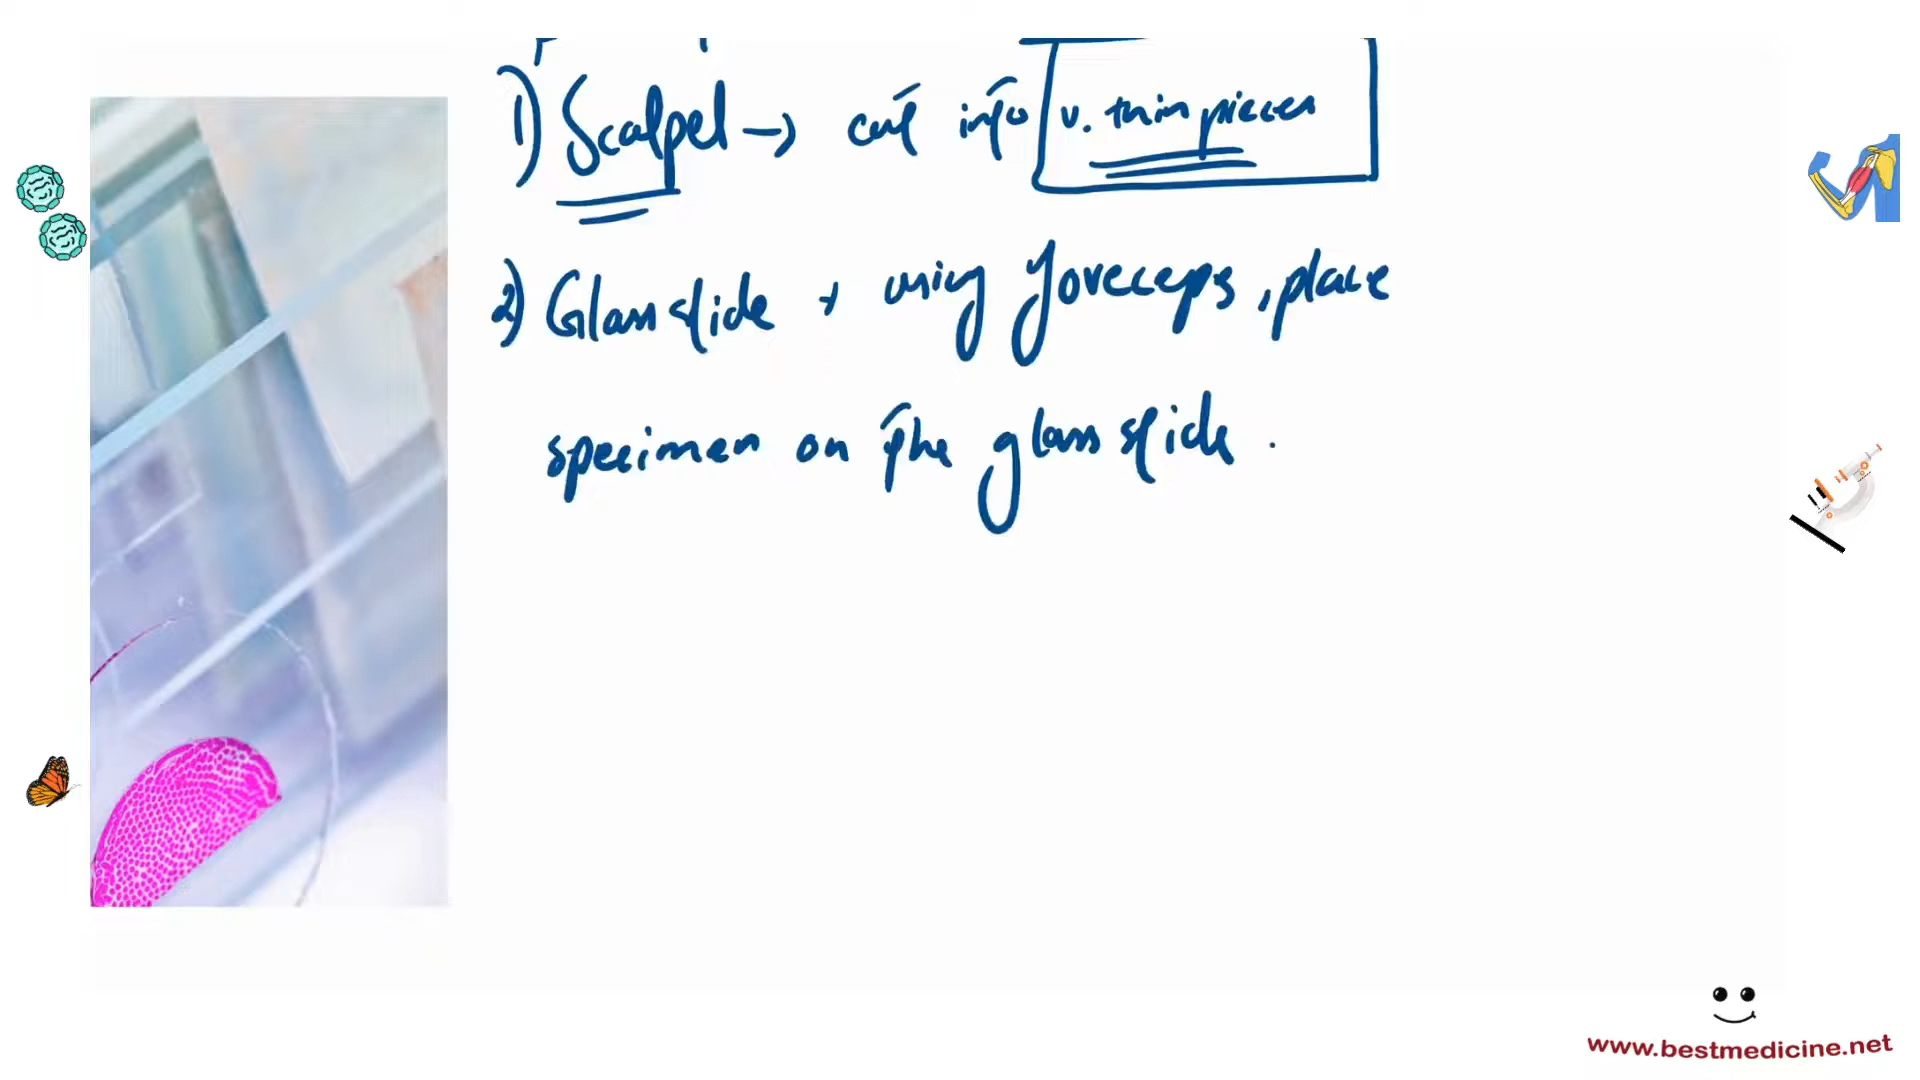 1) Scalpel → cut into v. thin pieces
2) Glass slide + using foreceps, place
specimen on the glass slide.
www.bestmedicine.net